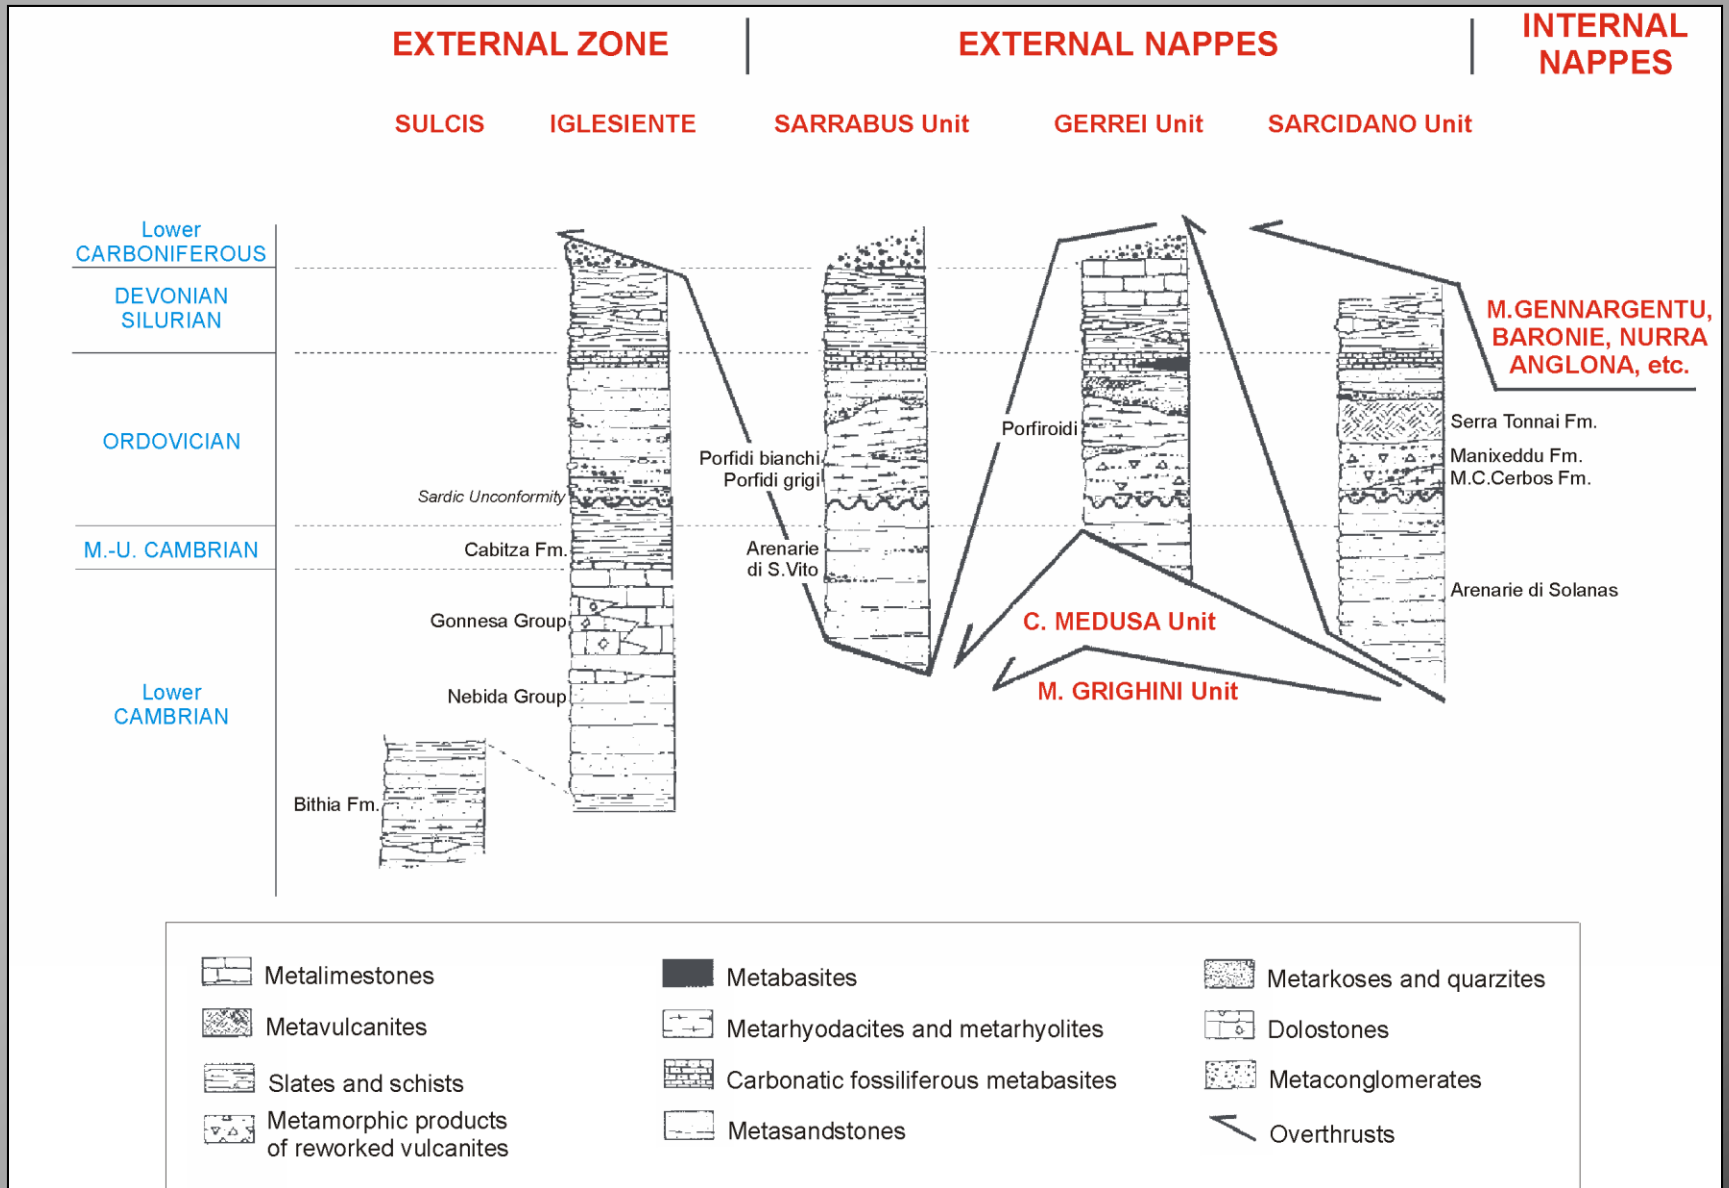 EXTERNAL ZONE
EXTERNAL NAPPES
INTERNAL
NAPPES
SULCIS
IGLESIENTE
SARRABUS Unit
GERREI Unit
SARCIDANO Unit
Lower
CARBONIFEROUS
DEVONIAN
SILURIAN
ORDOVICIAN
M.-U. CAMBRIAN
Lower
CAMBRIAN
Sardic Unconformity
Cabitza Fm.
Gonnesa Group
Nebida Group
Bithia Fm.
Porfidi bianchi
Porfidi grigi
Arenarie
di S.Vito
Porfiroidi
C. MEDUSA Unit
M. GRIGHINI Unit
M.GENNARGENTU,
BARONIE, NURRA
ANGLONA, etc.
Serra Tonnai Fm.
Manixeddu Fm.
M.C.Cerbos Fm.
Arenarie di Solanas
Metalimestones
Metavulcanites
Slates and schists
Metamorphic products
of reworked vulcanites
Metabasites
Metarhyodacites and metarhyolites
Carbonatic fossiliferous metabasites
Metasandstones
Metarkoses and quarzites
Dolostones
Metaconglomerates
Overthrusts